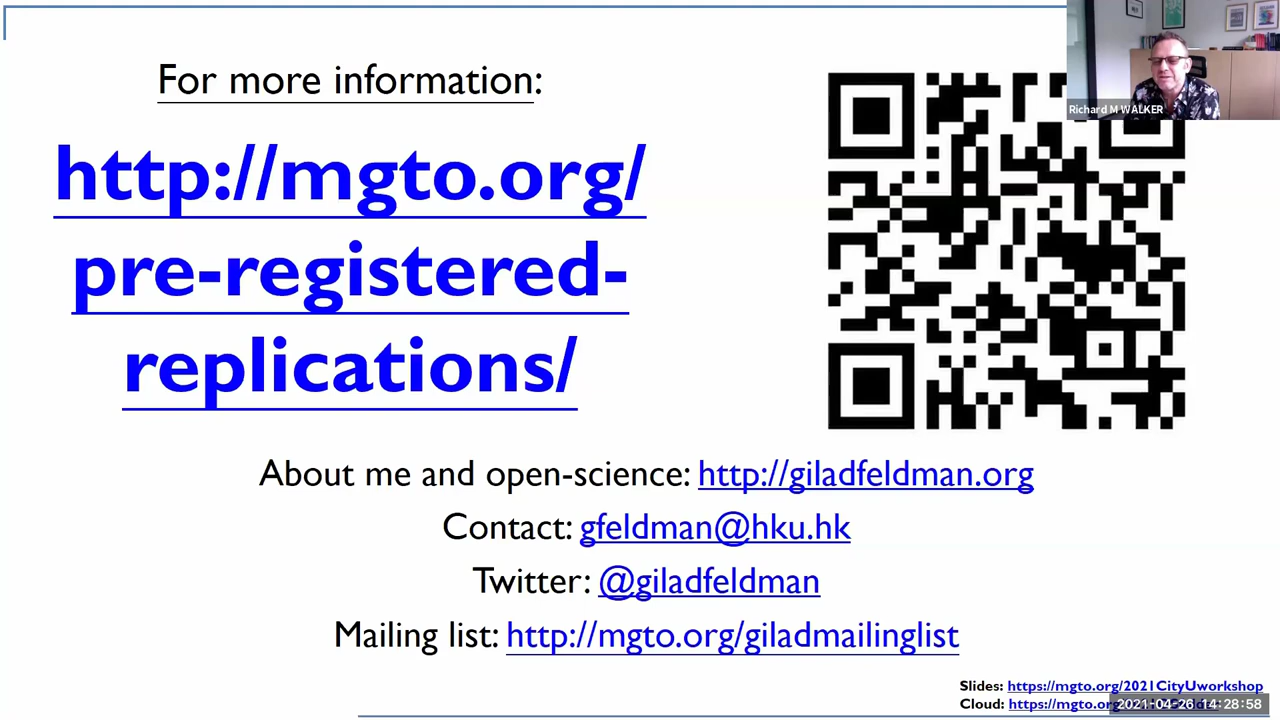 For more information:
http://mgto.org/
pre-registered-
replications/
Richard M WALKER
About me and open-science: http://giladfeldman.org
Contact: gfeldman@hku.hk
Twitter: @giladfeldman
Mailing list: http://mgto.org/giladmailinglist
Slides: https://mgto.org/2021CityUworkshop
Cloud: https://mgto.org
2021-04-26 14:28:58